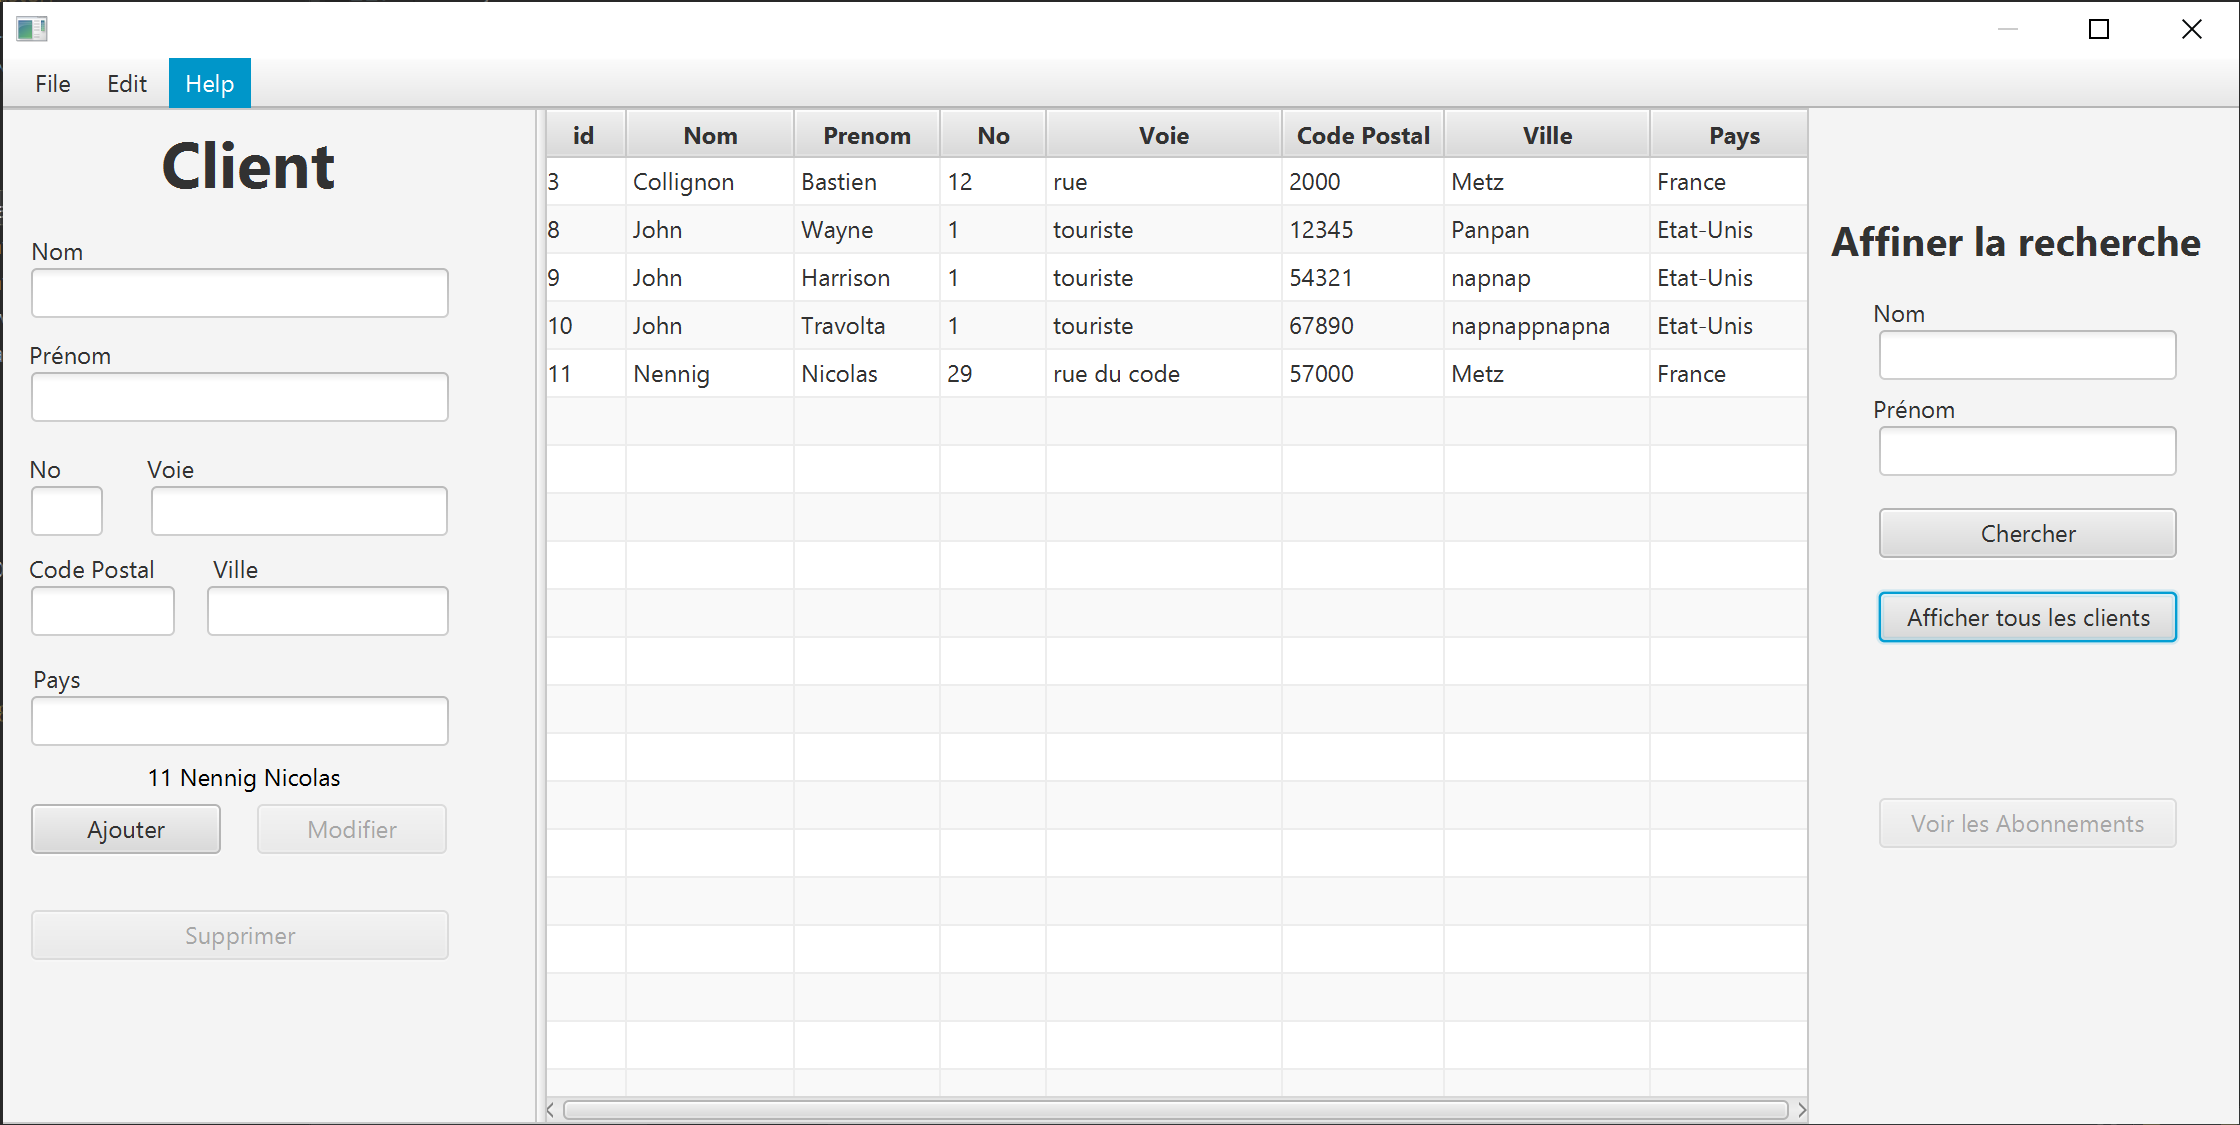 File Edit Help
Client
Nom
Prénom
No Voie
Code Postal Ville
Pays
11 Nennig Nicolas
Ajouter Modifier
Supprimer
id Nom Prenom No Voie Code Postal Ville Pays
3 Collignon Bastien 12 rue 2000 Metz France
8 John Wayne 1 touriste 12345 Panpan Etat-Unis
9 John Harrison 1 touriste 54321 napnap Etat-Unis
10 John Travolta 1 touriste 67890 napnappnapna Etat-Unis
11 Nennig Nicolas 29 rue du code 57000 Metz France
Affiner la recherche
Nom
Prénom
Chercher
Afficher tous les clients
Voir les Abonnements